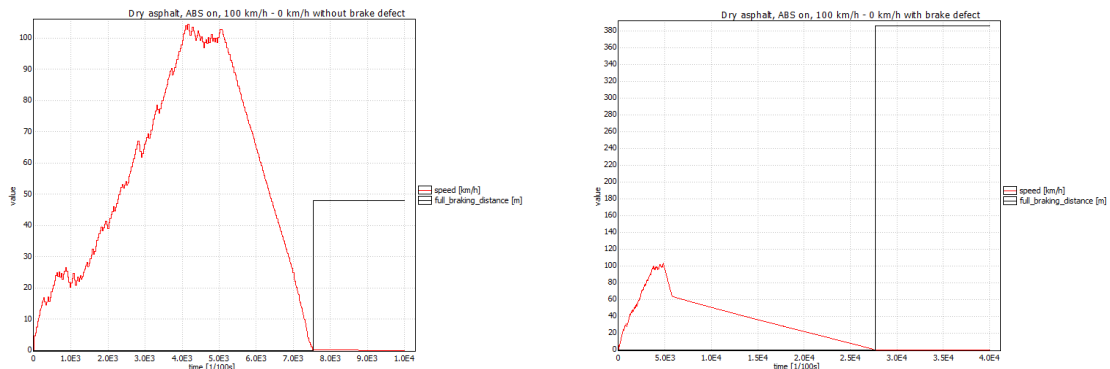 Dry asphalt, ABS on, 100 km/h - 0 km/h without brake defect
100
80
60
40
20
0
value
0
1.0E3
2.0E3
3.0E3
4.0E3
5.0E3
6.0E3
7.0E3
8.0E3
9.0E3
1.0E4
time [1/100s]
speed [km/h]
full_braking_distance [m]
Dry asphalt, ABS on, 100 km/h - 0 km/h with brake defect
380
360
340
320
300
280
260
240
220
200
180
160
140
120
100
80
60
40
20
0
value
0
5.0E3
1.0E4
1.5E4
2.0E4
2.5E4
3.0E4
3.5E4
4.0E4
time [1/100s]
speed [km/h]
full_braking_distance [m]